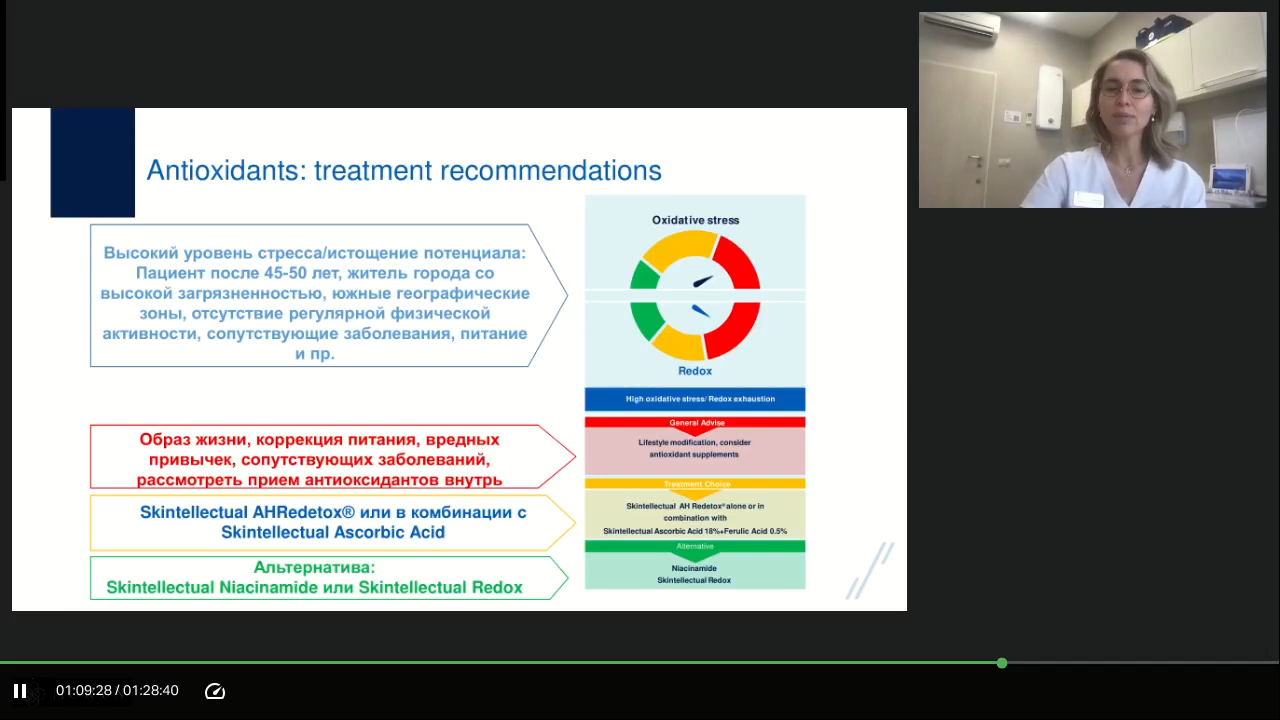 Antioxidants: treatment recommendations
Высокий уровень стресса/истощение потенциала:
Пациент после 45-50 лет, житель города со
высокой загрязненностью, южные географические
зоны, отсутствие регулярной физической
активности, сопутствующие заболевания, питание
и пр.
Образ жизни, коррекция питания, вредных
привычек, сопутствующих заболеваний,
рассмотреть прием антиоксидантов внутрь
Skintellectual AHRedetox® или в комбинации с
Skintellectual Ascorbic Acid
Альтернатива:
Skintellectual Niacinamide или Skintellectual Redox
Oxidative stress
Redox
High oxidative stress/ Redox exhaustion
General Advise
Lifestyle modification, consider
antioxidant supplements
Treatment Choice
Skintellectual AH Redetox® alone or in
combination with
Skintellectual Ascorbic Acid 18%+Ferulic Acid 0.5%
Alternative
Niacinamide
Skintellectual Redox
01:09:28 / 01:28:40